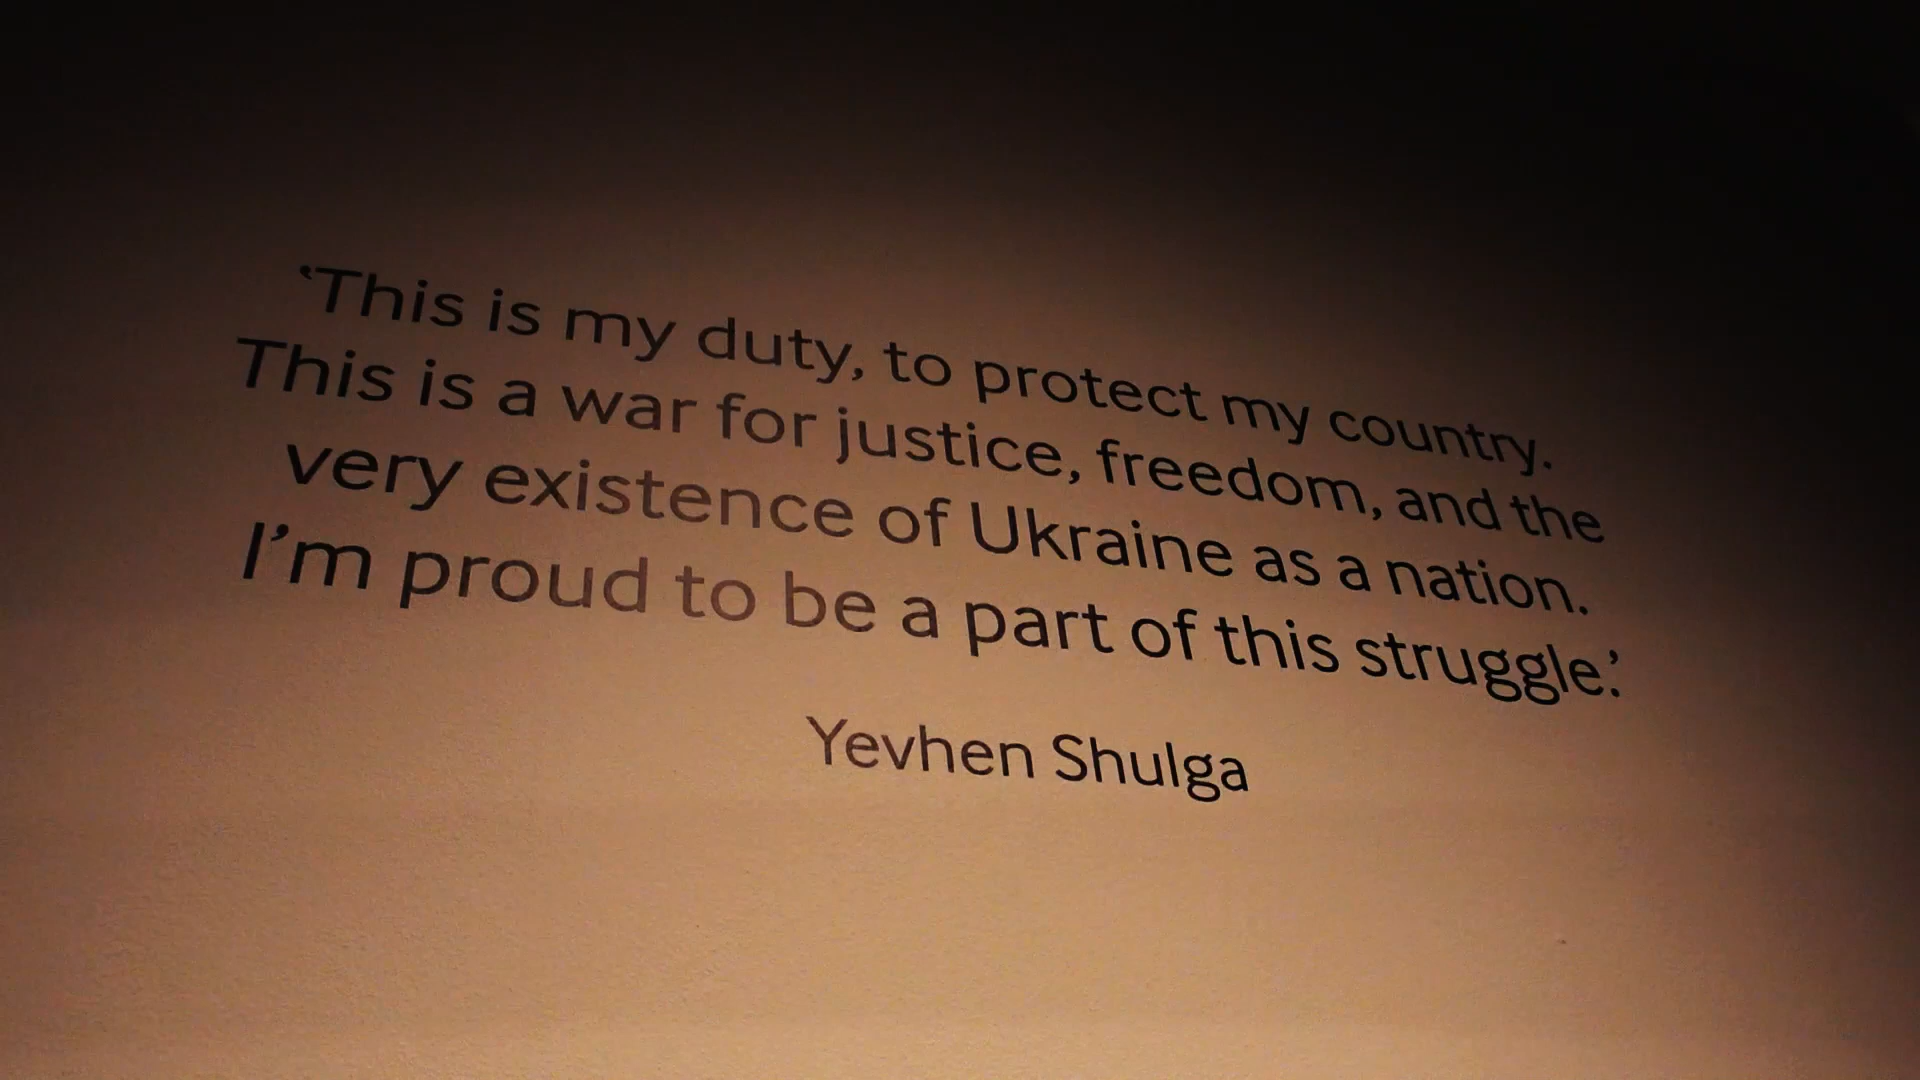 ‘This is my duty, to protect my country.
This is a war for justice, freedom, and the
very existence of Ukraine as a nation.
I’m proud to be a part of this struggle.’
Yevhen Shulga